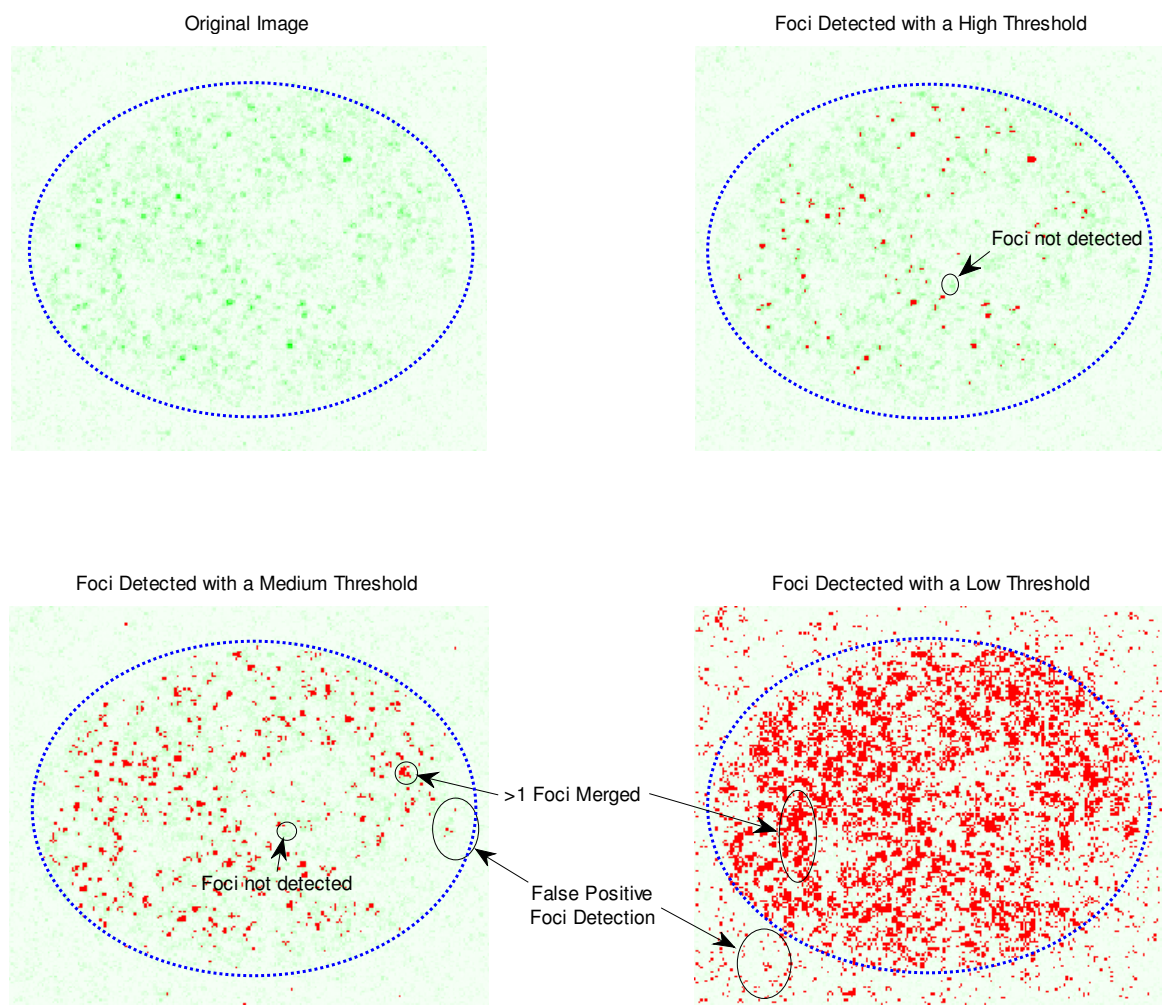 Original Image
Foci Detected with a High Threshold
Foci not detected
Foci Detected with a Medium Threshold
Foci Dectected with a Low Threshold
>1 Foci Merged
Foci not detected
False Positive
Foci Detection